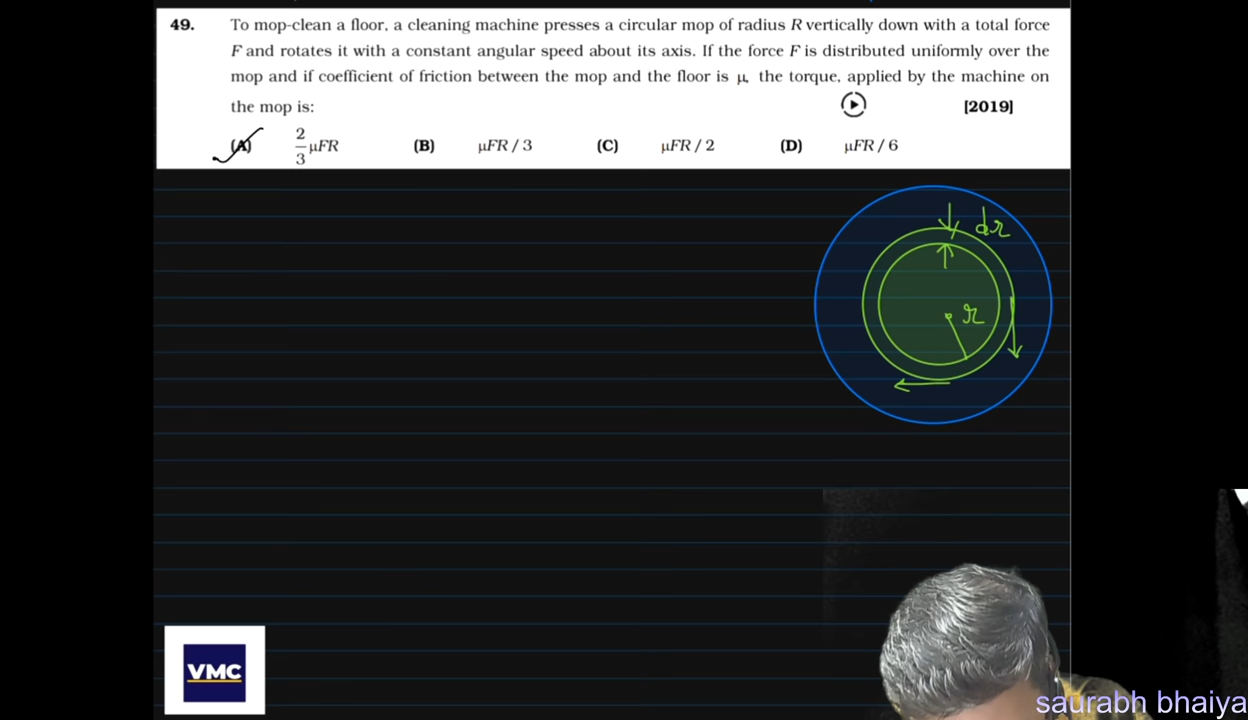 49. To mop-clean a floor, a cleaning machine presses a circular mop of radius R vertically down with a total force
F and rotates it with a constant angular speed about its axis. If the force F is distributed uniformly over the
mop and if coefficient of friction between the mop and the floor is μ, the torque, applied by the machine on
the mop is: [2019]
(A) 2/3 μFR (B) μFR / 3 (C) μFR / 2 (D) μFR / 6
dr
r
VMC
saurabh bhaiya